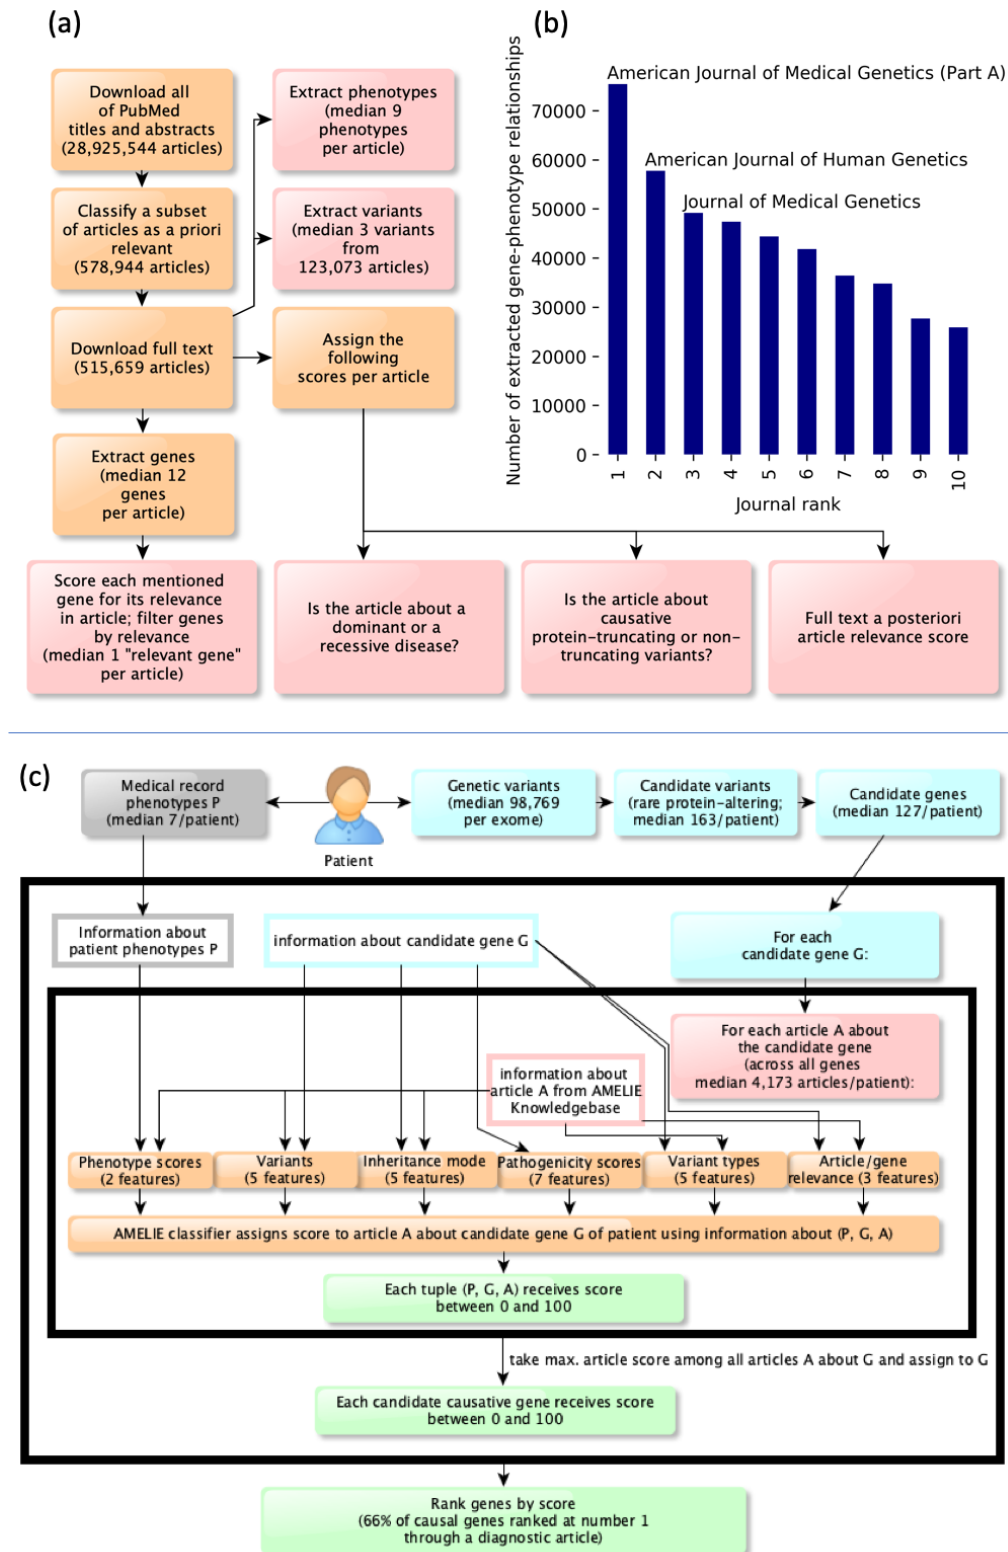 (a)
Download all
of PubMed
titles and abstracts
(28,925,544 articles)
Classify a subset
of articles as a priori
relevant
(578,944 articles)
Download full text
(515,659 articles)
Extract genes
(median 12
genes
per article)
Score each mentioned
gene for its relevance
in article; filter genes
by relevance
(median 1 "relevant gene"
per article)
Extract phenotypes
(median 9
phenotypes
per article)
Extract variants
(median 3 variants
from
123,073 articles)
Assign the
following
scores per article
Is the article about a
dominant or a
recessive disease?
Is the article about
causative
protein-truncating or non-
truncating variants?
Full text a posteriori
article relevance score
(b)
Number of extracted gene-phenotype relationships
70000
60000
50000
40000
30000
20000
10000
0
American Journal of Medical Genetics (Part A)
American Journal of Human Genetics
Journal of Medical Genetics
1 2 3 4 5 6 7 8 9 10
Journal rank
(c)
Medical record
phenotypes P
(median 7/patient)
Patient
Genetic variants
(median 98,769
per exome)
Candidate variants
(rare protein-altering;
median 163/patient)
Candidate genes
(median 127/patient)
Information about
patient phenotypes P
information about candidate gene G
For each
candidate gene G:
For each article A about
the candidate gene
(across all genes
median 4,173 articles/patient):
information about
article A from AMELIE
Knowledgebase
Phenotype scores
(2 features)
Variants
(5 features)
Inheritance mode
(5 features)
Pathogenicity scores
(7 features)
Variant types
(5 features)
Article/gene
relevance (3 features)
AMELIE classifier assigns score to article A about candidate gene G of patient using information about (P, G, A)
Each tuple (P, G, A) receives score
between 0 and 100
take max. article score among all articles A about G and assign to G
Each candidate causative gene receives score
between 0 and 100
Rank genes by score
(66% of causal genes ranked at number 1
through a diagnostic article)